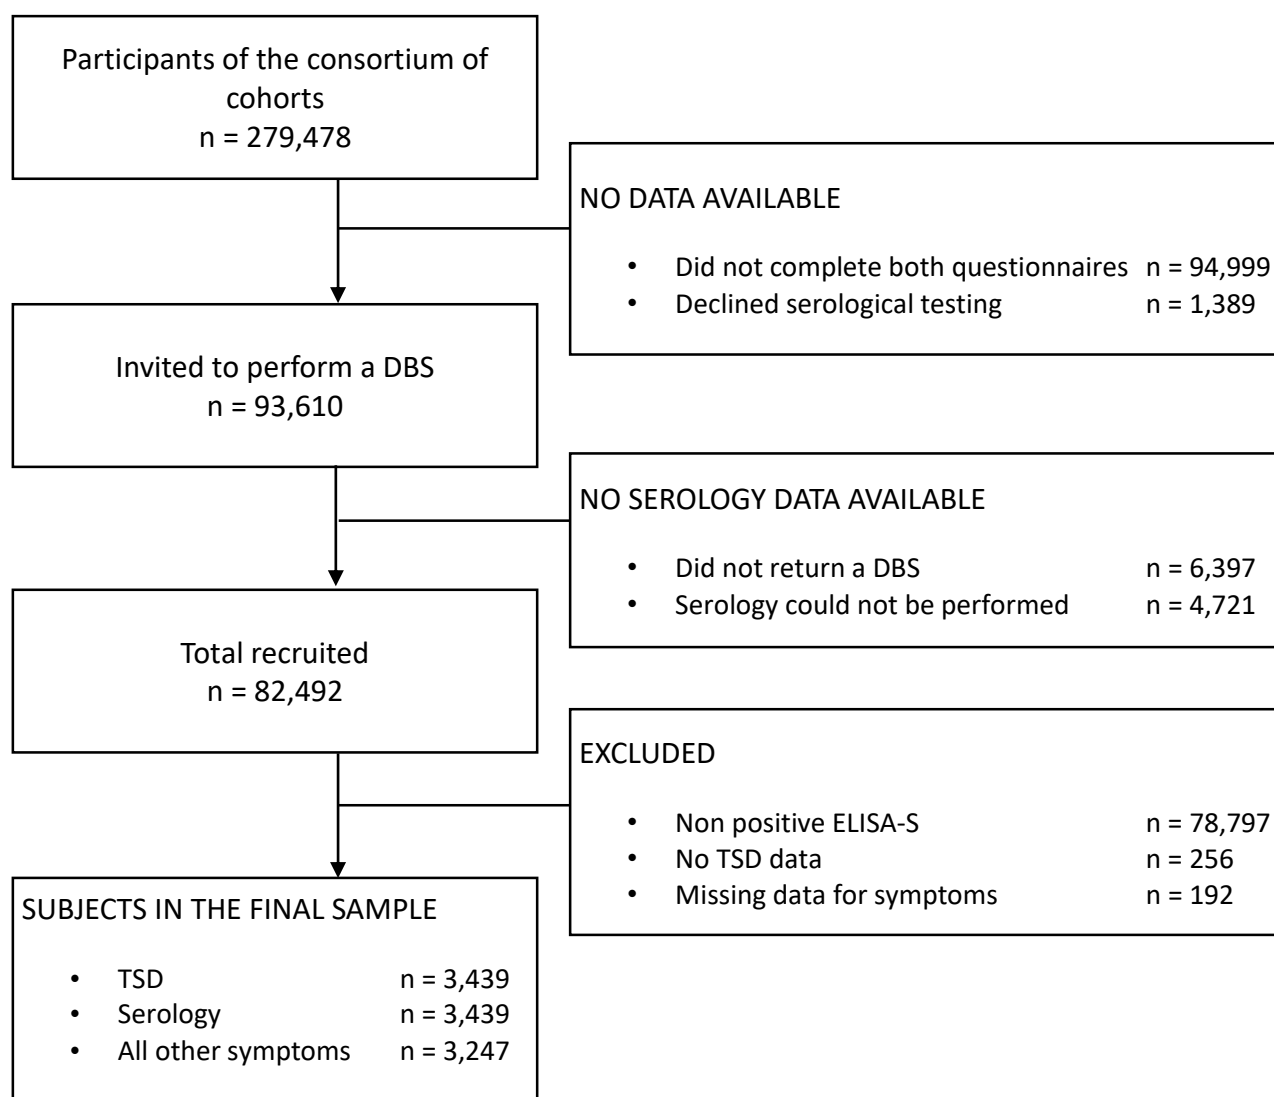 Participants of the consortium of
cohorts
n = 279,478
NO DATA AVAILABLE
• Did not complete both questionnaires n = 94,999
• Declined serological testing n = 1,389
Invited to perform a DBS
n = 93,610
NO SEROLOGY DATA AVAILABLE
• Did not return a DBS n = 6,397
• Serology could not be performed n = 4,721
Total recruited
n = 82,492
EXCLUDED
• Non positive ELISA-S n = 78,797
• No TSD data n = 256
• Missing data for symptoms n = 192
SUBJECTS IN THE FINAL SAMPLE
• TSD n = 3,439
• Serology n = 3,439
• All other symptoms n = 3,247